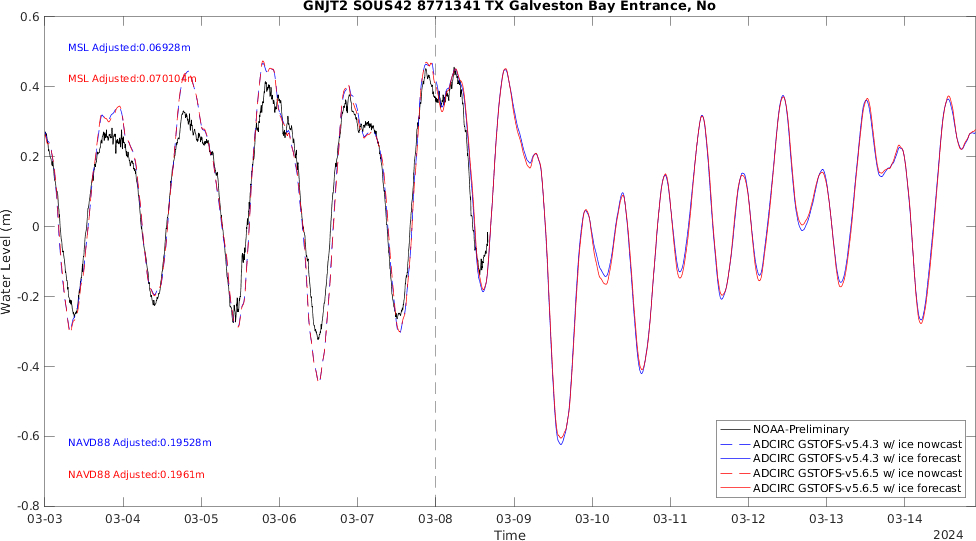 GNJT2 SOUS42 8771341 TX Galveston Bay Entrance, No
0.6
0.4
0.2
0
-0.2
-0.4
-0.6
-0.8
Water Level (m)
MSL Adjusted:0.06928m
MSL Adjusted:0.070104m
NAVD88 Adjusted:0.19528m
NAVD88 Adjusted:0.1961m
NOAA-Preliminary
ADCIRC GSTOFS-v5.4.3 w/ ice nowcast
ADCIRC GSTOFS-v5.4.3 w/ ice forecast
ADCIRC GSTOFS-v5.6.5 w/ ice nowcast
ADCIRC GSTOFS-v5.6.5 w/ ice forecast
03-03 03-04 03-05 03-06 03-07 03-08 03-09 03-10 03-11 03-12 03-13 03-14
Time
2024